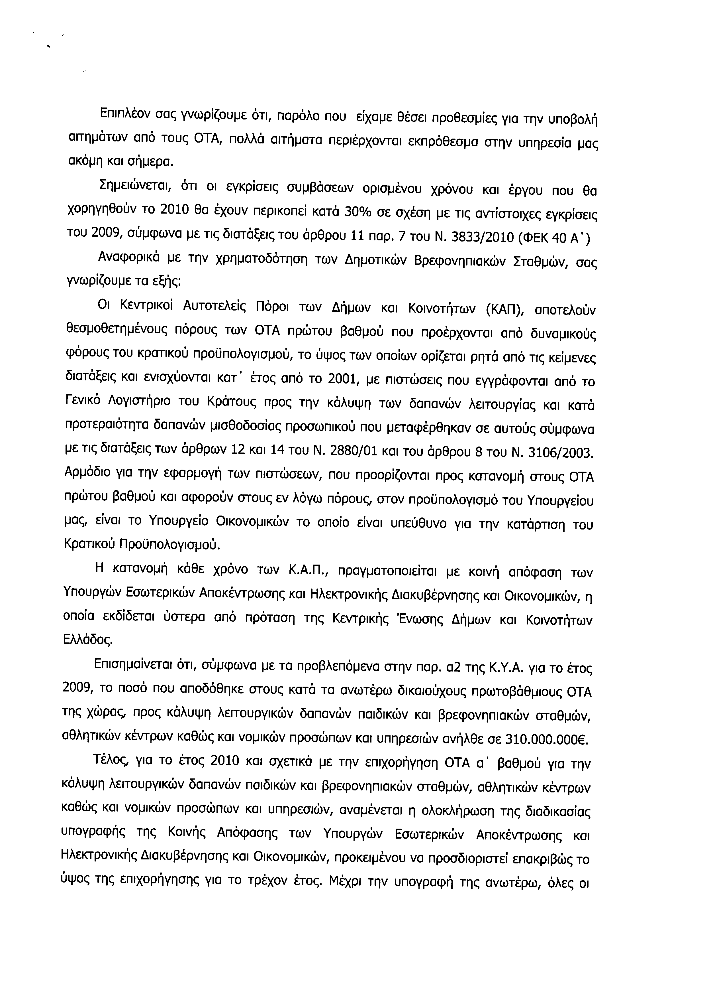 Επιπλέον σας γνωρίζουμε ότι, παρόλο που είχαμε θέσει προθεσμίες για την υποβολή
αιτημάτων από τους ΟΤΑ, πολλά αιτήματα περιέρχονται εκπρόθεσμα στην υπηρεσία μας
ακόμη και σήμερα.
Σημειώνεται, ότι οι εγκρίσεις συμβάσεων ορισμένου χρόνου και έργου που θα
χορηγηθούν το 2010 θα έχουν περικοπεί κατά 30% σε σχέση με τις αντίστοιχες εγκρίσεις
του 2009, σύμφωνα με τις διατάξεις του άρθρου 11 παρ. 7 του Ν. 3833/2010 (ΦΕΚ 40 Α΄)
Αναφορικά με την χρηματοδότηση των Δημοτικών Βρεφονηπιακών Σταθμών, σας
γνωρίζουμε τα εξής:
Οι Κεντρικοί Αυτοτελείς Πόροι των Δήμων και Κοινοτήτων (ΚΑΠ), αποτελούν
θεσμοθετημένους πόρους των ΟΤΑ πρώτου βαθμού που προέρχονται από δυναμικούς
φόρους του κρατικού προϋπολογισμού, το ύψος των οποίων ορίζεται ρητά από τις κείμενες
διατάξεις και ενισχύονται κατ΄ έτος από το 2001, με πιστώσεις που εγγράφονται από το
Γενικό Λογιστήριο του Κράτους προς την κάλυψη των δαπανών λειτουργίας και κατά
προτεραιότητα δαπανών μισθοδοσίας προσωπικού που μεταφέρθηκαν σε αυτούς σύμφωνα
με τις διατάξεις των άρθρων 12 και 14 του Ν. 2880/01 και του άρθρου 8 του Ν. 3106/2003.
Αρμόδιο για την εφαρμογή των πιστώσεων, που προορίζονται προς κατανομή στους ΟΤΑ
πρώτου βαθμού και αφορούν στους εν λόγω πόρους, στον προϋπολογισμό του Υπουργείου
μας, είναι το Υπουργείο Οικονομικών το οποίο είναι υπεύθυνο για την κατάρτιση του
Κρατικού Προϋπολογισμού.
Η κατανομή κάθε χρόνο των Κ.Α.Π., πραγματοποιείται με κοινή απόφαση των
Υπουργών Εσωτερικών Αποκέντρωσης και Ηλεκτρονικής Διακυβέρνησης και Οικονομικών, η
οποία εκδίδεται ύστερα από πρόταση της Κεντρικής Ένωσης Δήμων και Κοινοτήτων
Ελλάδος.
Επισημαίνεται ότι, σύμφωνα με τα προβλεπόμενα στην παρ. α2 της Κ.Υ.Α. για το έτος
2009, το ποσό που αποδόθηκε στους κατά τα ανωτέρω δικαιούχους πρωτοβάθμιους ΟΤΑ
της χώρας, προς κάλυψη λειτουργικών δαπανών παιδικών και βρεφονηπιακών σταθμών,
αθλητικών κέντρων καθώς και νομικών προσώπων και υπηρεσιών ανήλθε σε 310.000.000€.
Τέλος, για το έτος 2010 και σχετικά με την επιχορήγηση ΟΤΑ α΄ βαθμού για την
κάλυψη λειτουργικών δαπανών παιδικών και βρεφονηπιακών σταθμών, αθλητικών κέντρων
καθώς και νομικών προσώπων και υπηρεσιών, αναμένεται η ολοκλήρωση της διαδικασίας
υπογραφής της Κοινής Απόφασης των Υπουργών Εσωτερικών Αποκέντρωσης και
Ηλεκτρονικής Διακυβέρνησης και Οικονομικών, προκειμένου να προσδιοριστεί επακριβώς το
ύψος της επιχορήγησης για το τρέχον έτος. Μέχρι την υπογραφή της ανωτέρω, όλες οι